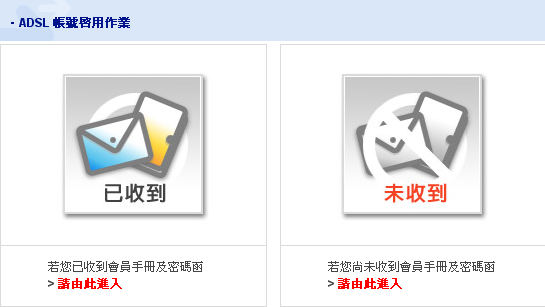 - ADSL 帳號啓用作業
已收到
未收到
若您已收到會員手冊及密碼函
> 請由此進入
若您尚未收到會員手冊及密碼函
> 請由此進入